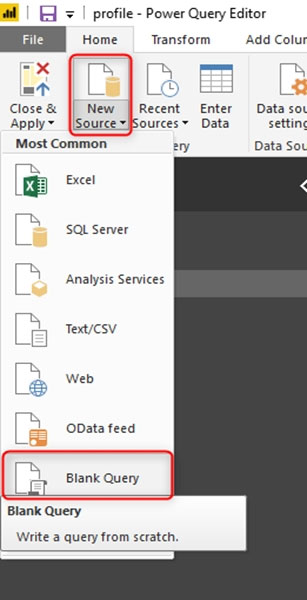 profile - Power Query Editor
File Home Transform Add Colu
Close & Apply New Source Recent Sources Enter Data Data sou settin
ery Data Sou
Most Common
Excel
SQL Server
Analysis Services
Text/CSV
Web
OData feed
Blank Query
Blank Query
Write a query from scratch.